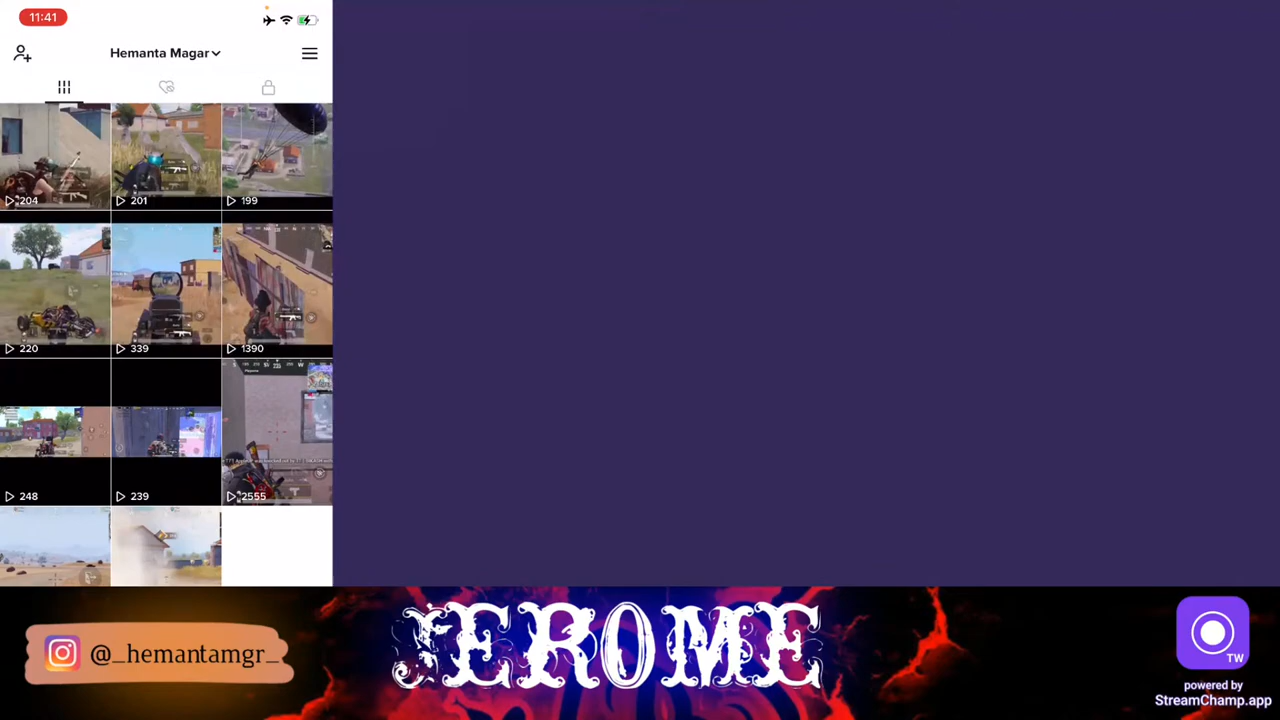 11:41
Hemanta Magar
204
201
199
220
339
1390
248
239
2555
@_hemantamgr_
JEROME
TW
powered by
StreamChamp.app